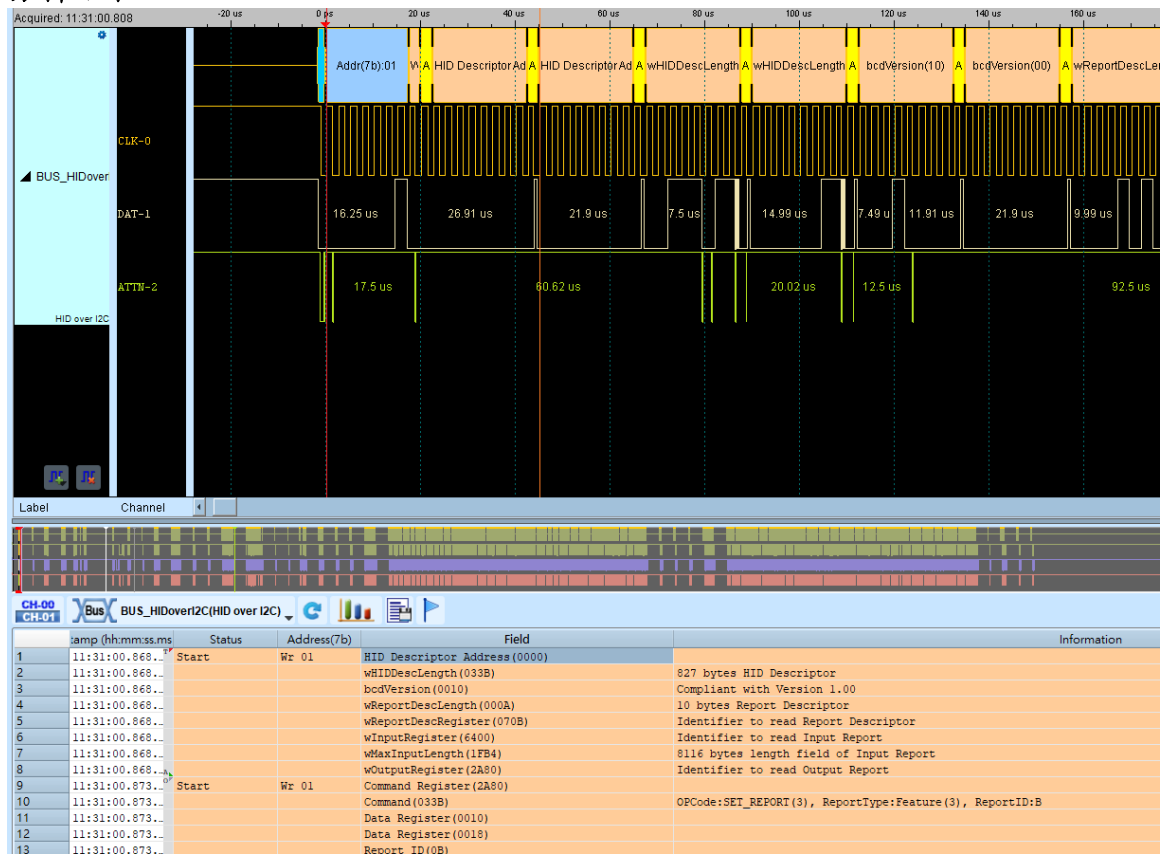 Acquired: 11:31:00.808
-20 us 0 ps 20 us 40 us 60 us 80 us 100 us 120 us 140 us 160 us
Addr(7b):01 W A HID Descriptor Ad A HID Descriptor Ad A wHIDDescLength A wHIDDescLength A bcdVersion(10) A bcdVersion(00) A wReportDescLe
CLK-0
BUS_HIDover
DAT-1 16.25 us 26.91 us 21.9 us 7.5 us 14.99 us 7.49 u 11.91 us 21.9 us 9.99 us
ATTN-2 17.5 us 60.62 us 20.02 us 12.5 us 92.5 us
HID over I2C
Label Channel
CH-00
CH-01
Bus BUS_HIDoverI2C(HID over I2C)
tamp (hh:mm:ss.ms Status Address(7b) Field Information
1 11:31:00.868... Start Wr 01 HID Descriptor Address(0000)
2 11:31:00.868... wHIDDescLength(033B) 827 bytes HID Descriptor
3 11:31:00.868... bcdVersion(0010) Compliant with Version 1.00
4 11:31:00.868... wReportDescLength(000A) 10 bytes Report Descriptor
5 11:31:00.868... wReportDescRegister(070B) Identifier to read Report Descriptor
6 11:31:00.868... wInputRegister(6400) Identifier to read Input Report
7 11:31:00.868... wMaxInputLength(1FB4) 8116 bytes length field of Input Report
8 11:31:00.868... wOutputRegister(2A80) Identifier to read Output Report
9 11:31:00.873... Start Wr 01 Command Register(2A80)
10 11:31:00.873... Command(033B) OPCode:SET_REPORT(3), ReportType:Feature(3), ReportID:B
11 11:31:00.873... Data Register(0010)
12 11:31:00.873... Data Register(0018)
13 11:31:00.873... Report ID(0B)